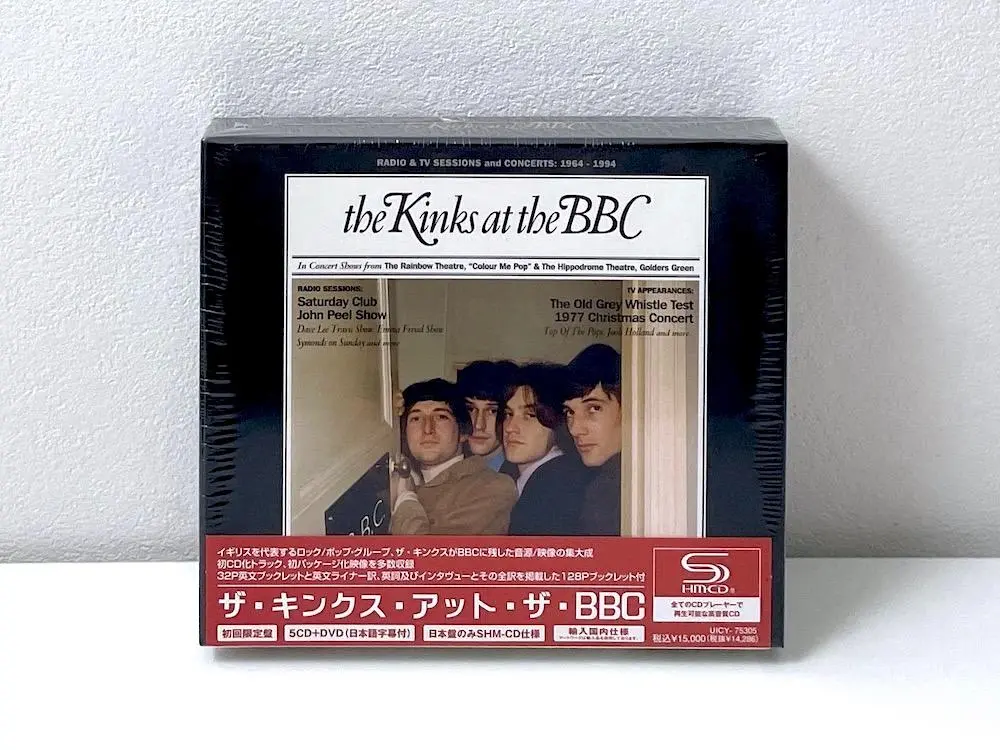 RADIO & TV SESSIONS and CONCERTS: 1964 - 1994
the Kinks at the BBC
In Concert Shows from The Rainbow Theatre, "Colour Me Pop" & The Hippodrome Theatre, Golders Green
RADIO SESSIONS:
Saturday Club
John Peel Show
Dave Lee Travis Show, Emma Freud Show
Symonds on Sunday and more
TV APPEARANCES:
The Old Grey Whistle Test
1977 Christmas Concert
Top Of The Pops, Jools Holland and more
B.B.C.
イギリスを代表するロック/ポップ・グループ、ザ・キンクスがBBCに残した音源/映像の集大成
初CD化トラック、初パッケージ化映像を多数収録
32P英文ブックレットと英文ライナー訳、英詞及びインタヴューとその全訳を掲載した128Pブックレット付
ザ・キンクス・アット・ザ・BBC
初回限定盤
5CD+DVD(日本語字幕付)
日本盤のみSHM-CD仕様
輸入国内仕様
SHM-CD®
全てのCDプレーヤーで
再生可能な高音質CD
UICY-75305
税込¥15,000(税抜¥14,286)